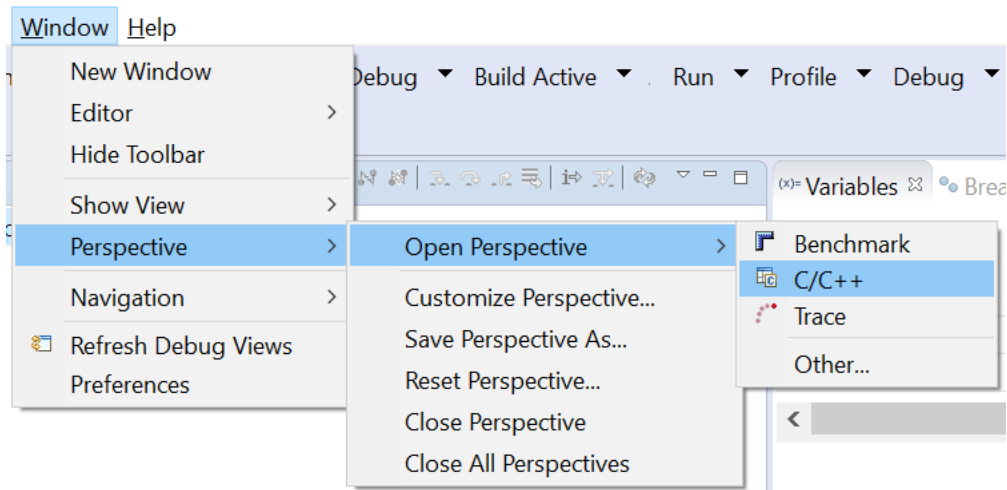 Window Help
New Window
Editor
Hide Toolbar
Show View
Perspective
Navigation
Refresh Debug Views
Preferences
Debug Build Active Run Profile Debug
(x)= Variables
Open Perspective
Customize Perspective...
Save Perspective As...
Reset Perspective...
Close Perspective
Close All Perspectives
Benchmark
C/C++
Trace
Other...